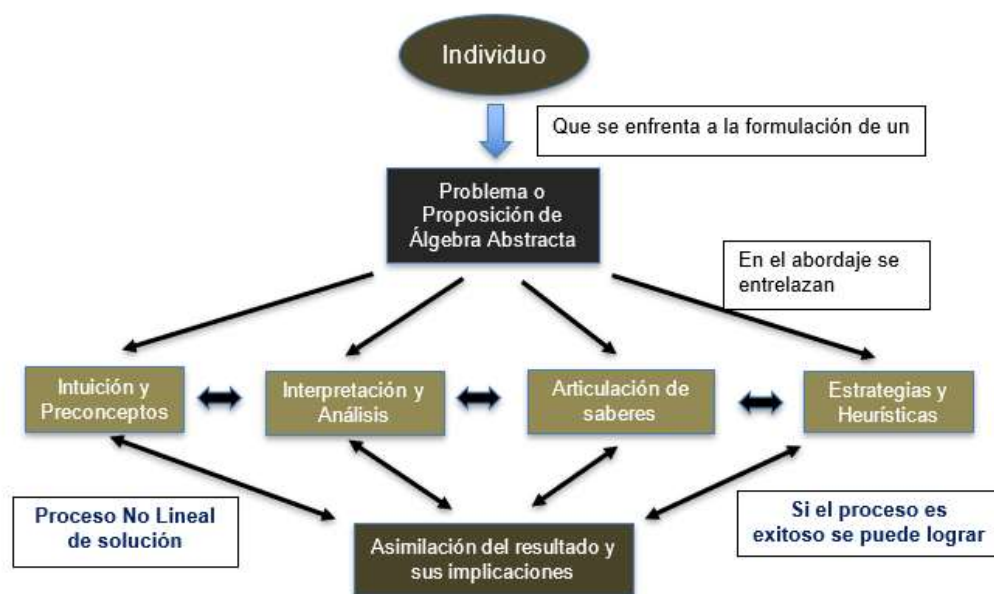 Individuo
Que se enfrenta a la formulación de un
Problema o
Proposición de
Álgebra Abstracta
En el abordaje se
entrelazan
Intuición y
Preconceptos
Interpretación y
Análisis
Articulación de
saberes
Estrategias y
Heurísticas
Proceso No Lineal
de solución
Si el proceso es
exitoso se puede lograr
Asimilación del resultado y
sus implicaciones